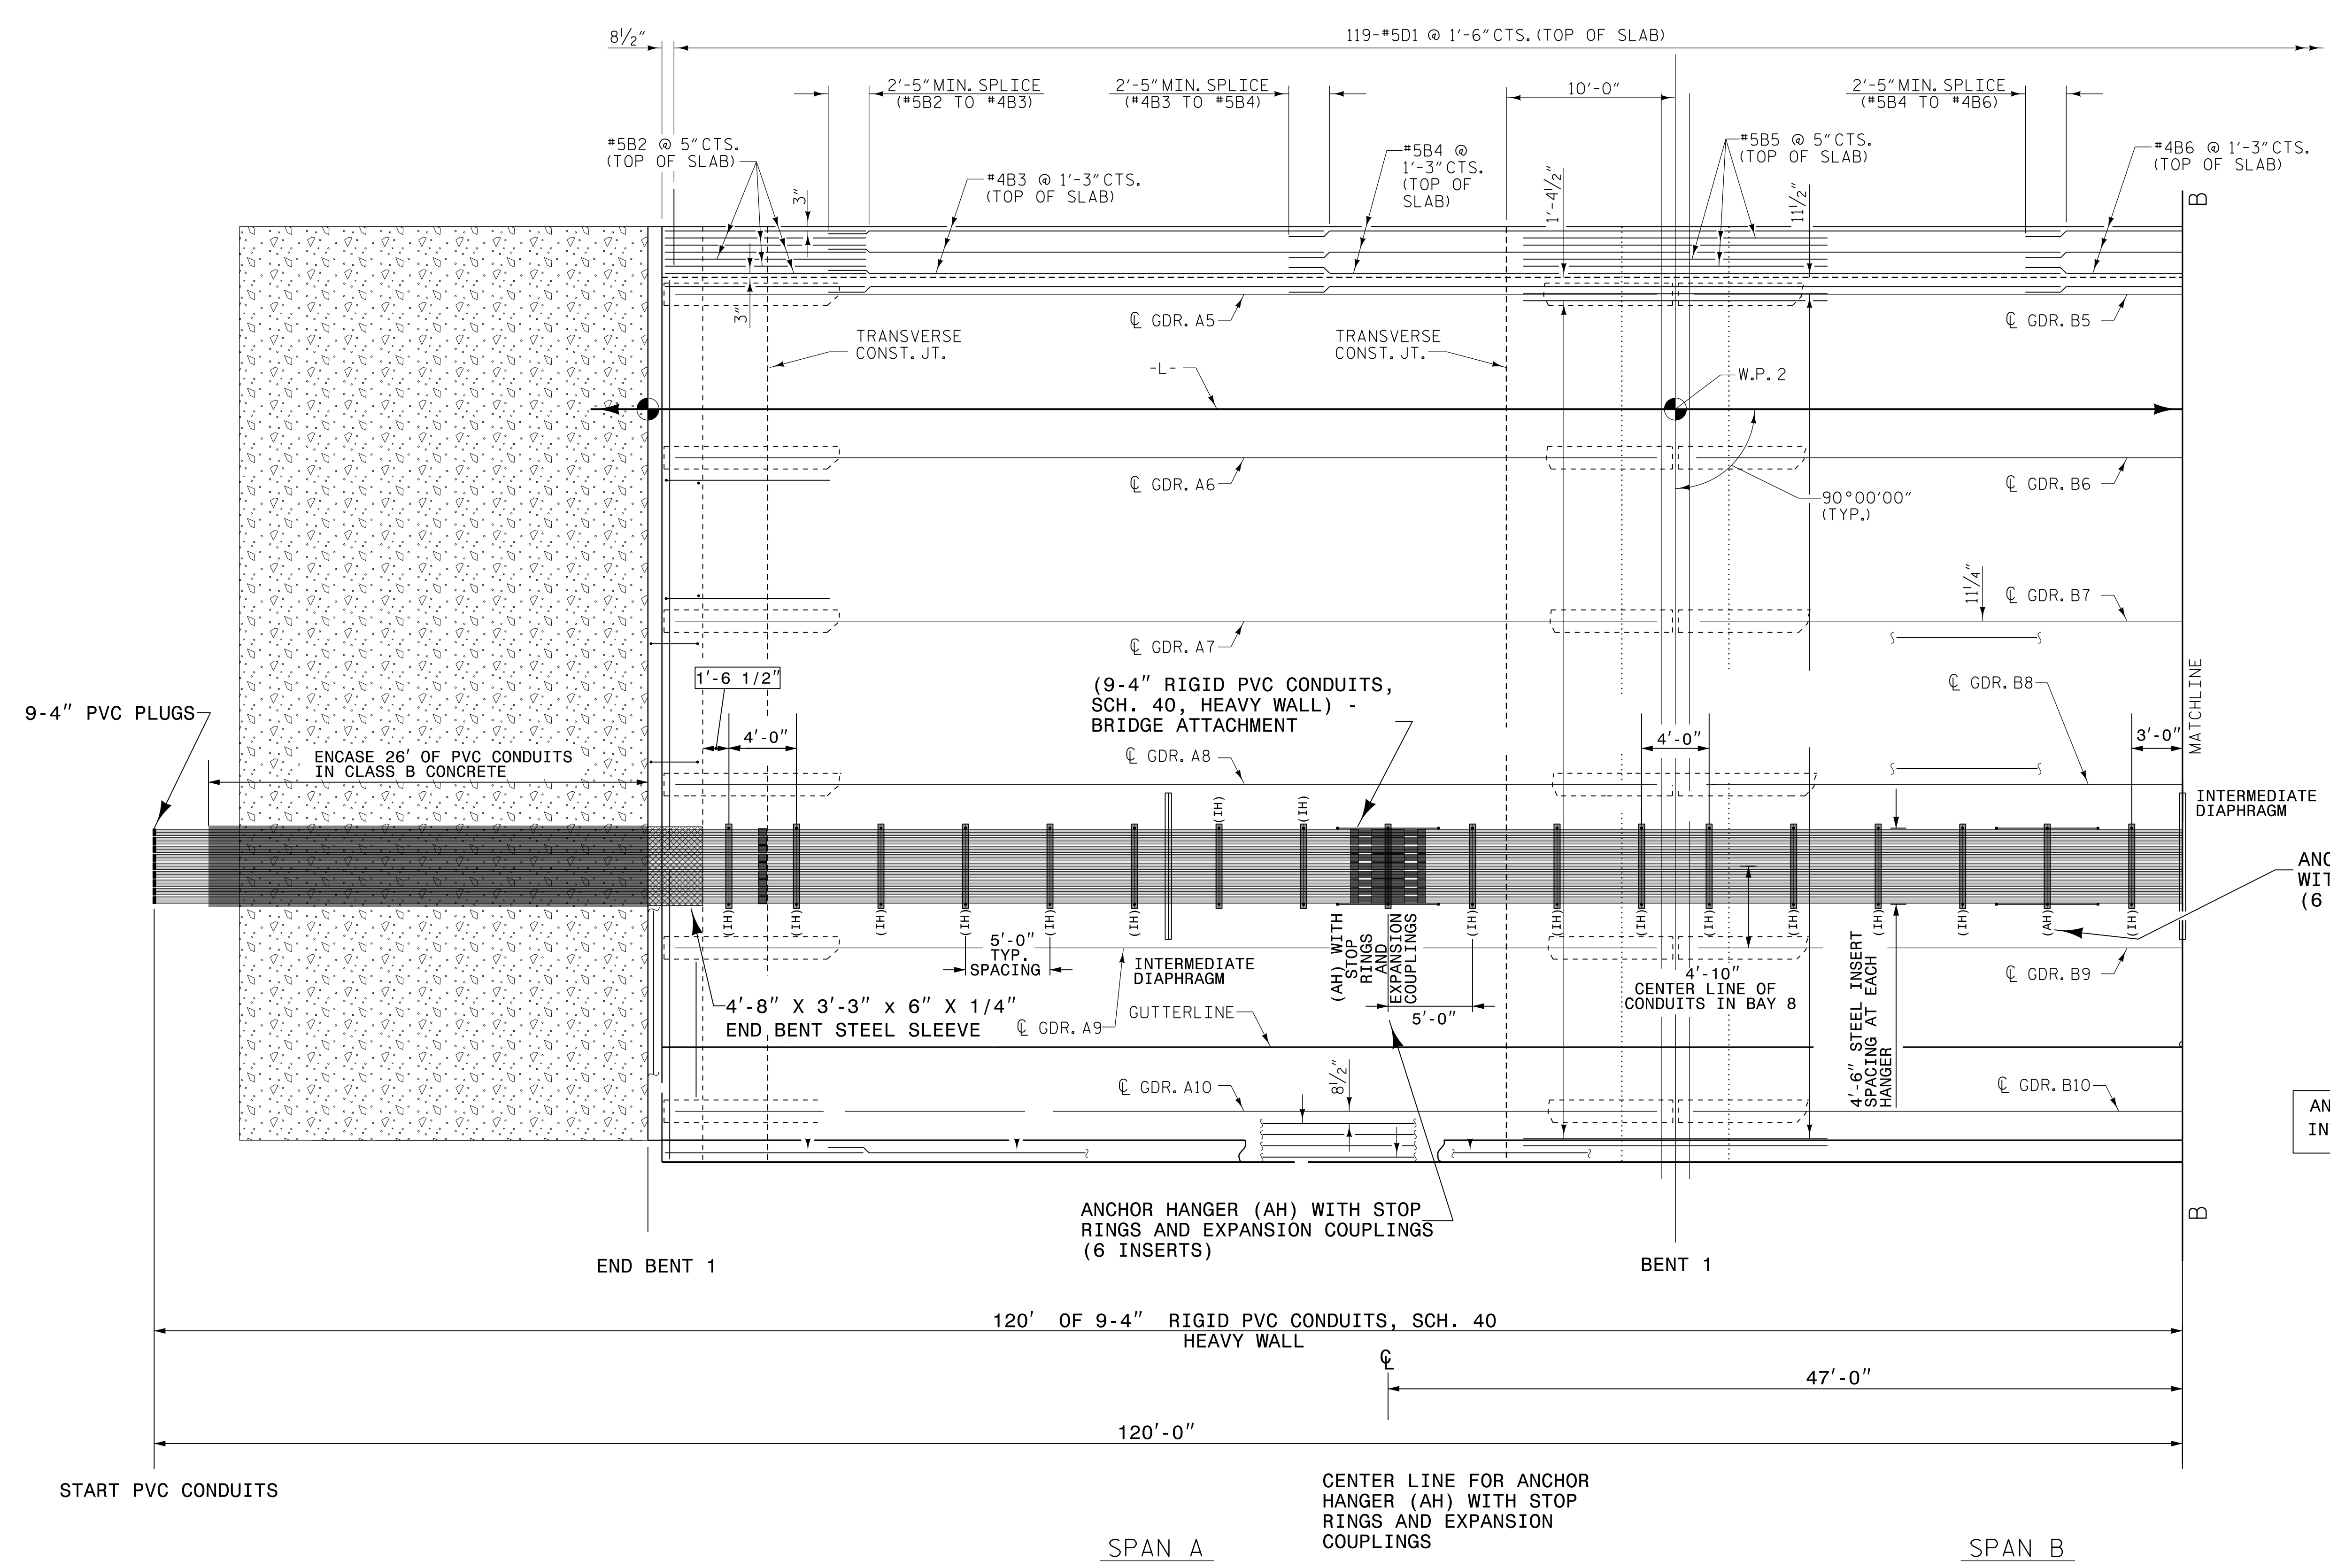 8 1/2"
119-#5D1 @ 1'-6" CTS. (TOP OF SLAB)
2'-5" MIN. SPLICE
(#5B2 TO #4B3)
2'-5" MIN. SPLICE
(#4B3 TO #5B4)
10'-0"
2'-5" MIN. SPLICE
(#5B4 TO #4B6)
#5B2 @ 5" CTS.
(TOP OF SLAB)
#4B3 @ 1'-3" CTS.
(TOP OF SLAB)
3"
#5B4 @
1'-3" CTS.
(TOP OF
SLAB)
1'-4 1/2"
#5B5 @ 5" CTS.
(TOP OF SLAB)
11 1/2"
#4B6 @ 1'-3" CTS.
(TOP OF SLAB)
B
3"
℄ GDR. A5
℄ GDR. B5
TRANSVERSE
CONST. JT.
TRANSVERSE
CONST. JT.
-L-
W.P. 2
℄ GDR. A6
90°00'00"
(TYP.)
℄ GDR. B6
11 1/4"
℄ GDR. B7
℄ GDR. A7
1'-6 1/2"
(9-4" RIGID PVC CONDUITS,
SCH. 40, HEAVY WALL) -
BRIDGE ATTACHMENT
℄ GDR. B8
MATCHLINE
9-4" PVC PLUGS
ENCASE 26' OF PVC CONDUITS
IN CLASS B CONCRETE
4'-0"
℄ GDR. A8
4'-0"
3'-0"
INTERMEDIATE
DIAPHRAGM
(IH)
(IH)
ANC
WIT
(6
(IH)
(IH)
(IH)
(IH)
(IH)
(IH)
(AH) WITH
STOP
RINGS
AND
EXPANSION
COUPLINGS
(IH)
(IH)
(IH)
(IH)
(IH)
(IH)
(IH)
(AH)
(IH)
5'-0"
TYP.
SPACING
INTERMEDIATE
DIAPHRAGM
4'-10"
CENTER LINE OF
CONDUITS IN BAY 8
4'-6" STEEL INSERT
SPACING AT EACH
HANGER
℄ GDR. B9
4'-8" X 3'-3" x 6" X 1/4"
END BENT STEEL SLEEVE
℄ GDR. A9
GUTTERLINE
5'-0"
℄ GDR. A10
8 1/2"
℄ GDR. B10
AN
IN
ANCHOR HANGER (AH) WITH STOP
RINGS AND EXPANSION COUPLINGS
(6 INSERTS)
B
END BENT 1
BENT 1
120' OF 9-4" RIGID PVC CONDUITS, SCH. 40
HEAVY WALL
℄
47'-0"
120'-0"
START PVC CONDUITS
CENTER LINE FOR ANCHOR
HANGER (AH) WITH STOP
RINGS AND EXPANSION
COUPLINGS
SPAN A
SPAN B